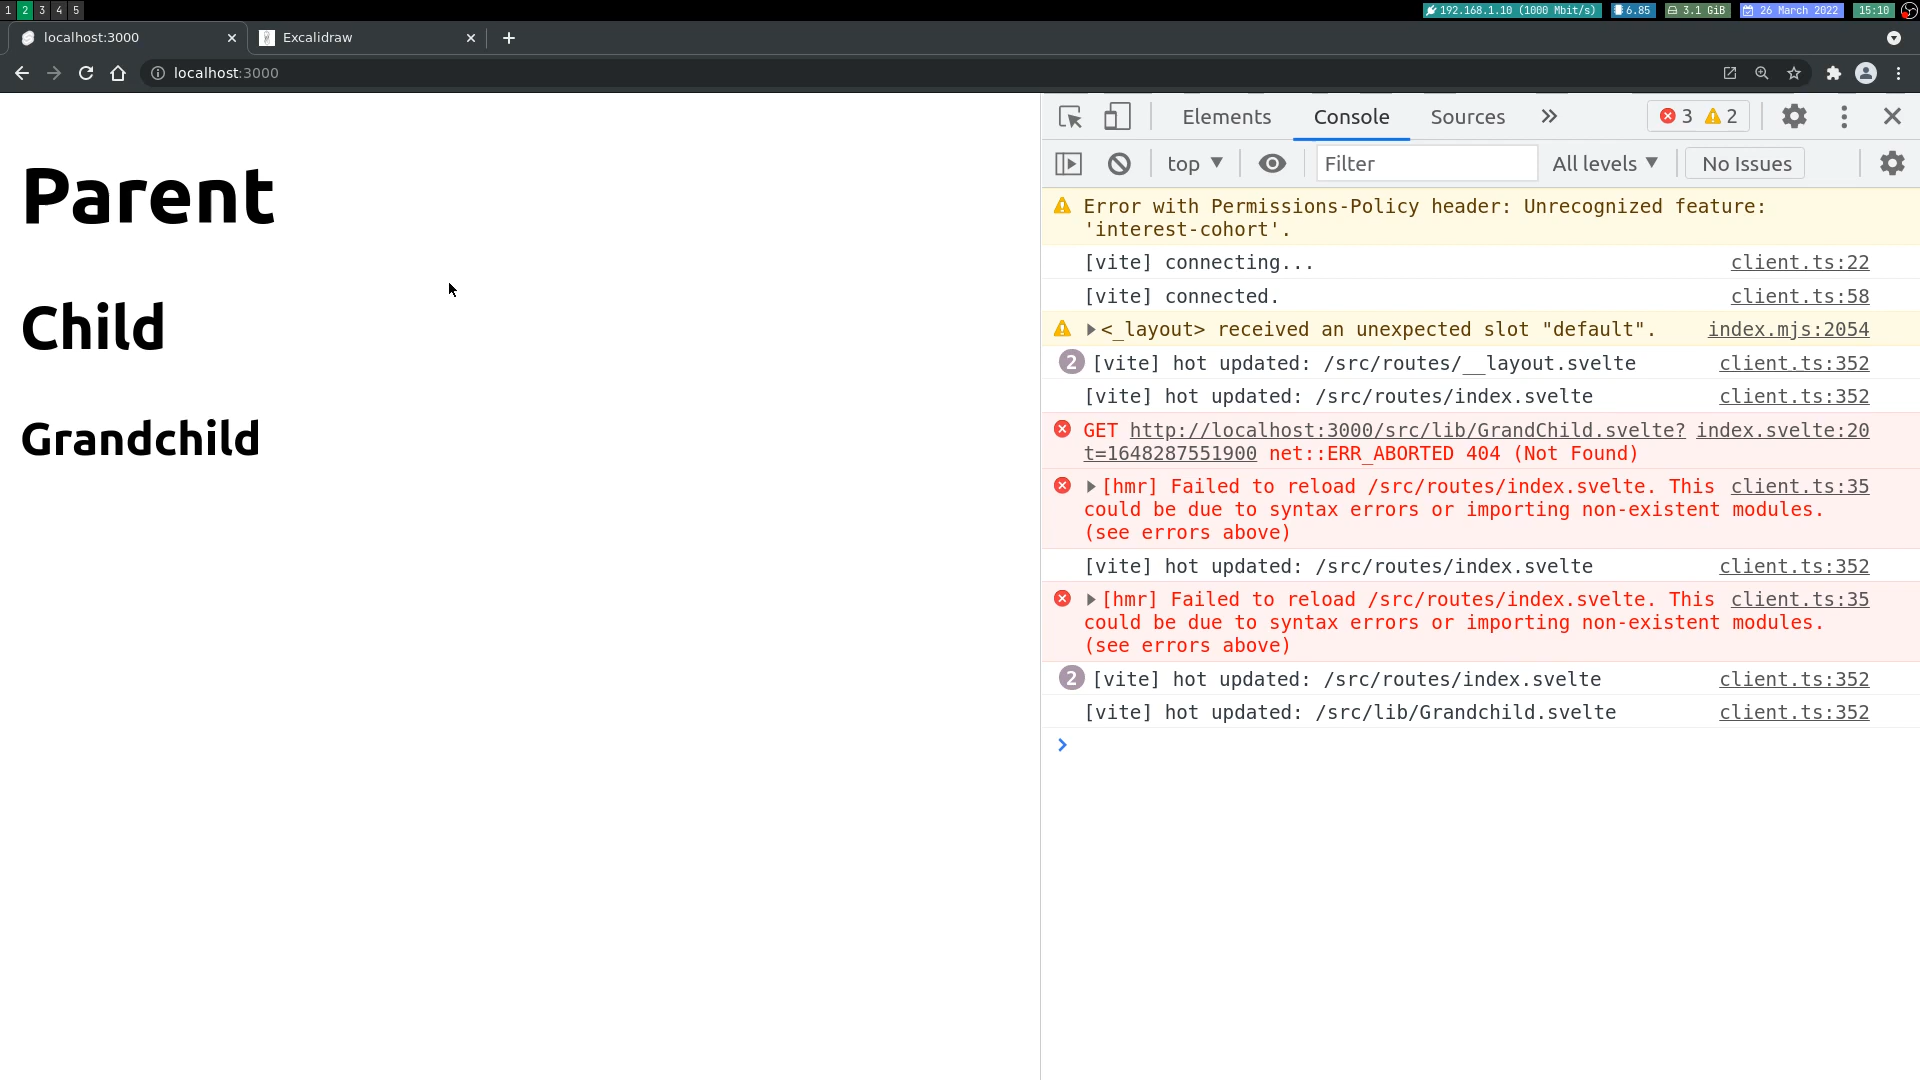 1 2 3 4 5
192.168.1.10 (1000 Mbit/s) 6.85 3.1 GiB 26 March 2022 15:10
localhost:3000 Excalidraw
localhost:3000
Parent
Child
Grandchild
Elements Console Sources 3 2
top Filter All levels No Issues
Error with Permissions-Policy header: Unrecognized feature:
'interest-cohort'.
[vite] connecting... client.ts:22
[vite] connected. client.ts:58
<_layout> received an unexpected slot "default". index.mjs:2054
2 [vite] hot updated: /src/routes/__layout.svelte client.ts:352
[vite] hot updated: /src/routes/index.svelte client.ts:352
GET http://localhost:3000/src/lib/GrandChild.svelte? index.svelte:20
t=1648287551900 net::ERR_ABORTED 404 (Not Found)
[hmr] Failed to reload /src/routes/index.svelte. This client.ts:35
could be due to syntax errors or importing non-existent modules.
(see errors above)
[vite] hot updated: /src/routes/index.svelte client.ts:352
[hmr] Failed to reload /src/routes/index.svelte. This client.ts:35
could be due to syntax errors or importing non-existent modules.
(see errors above)
2 [vite] hot updated: /src/routes/index.svelte client.ts:352
[vite] hot updated: /src/lib/Grandchild.svelte client.ts:352